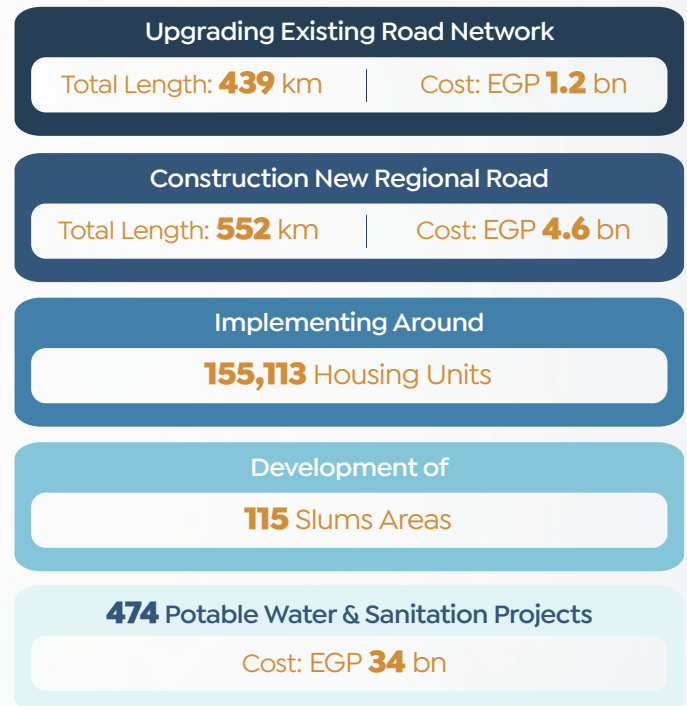 Upgrading Existing Road Network
Total Length: 439 km
Cost: EGP 1.2 bn
Construction New Regional Road
Total Length: 552 km
Cost: EGP 4.6 bn
Implementing Around
155,113 Housing Units
Development of
115 Slums Areas
474 Potable Water & Sanitation Projects
Cost: EGP 34 bn